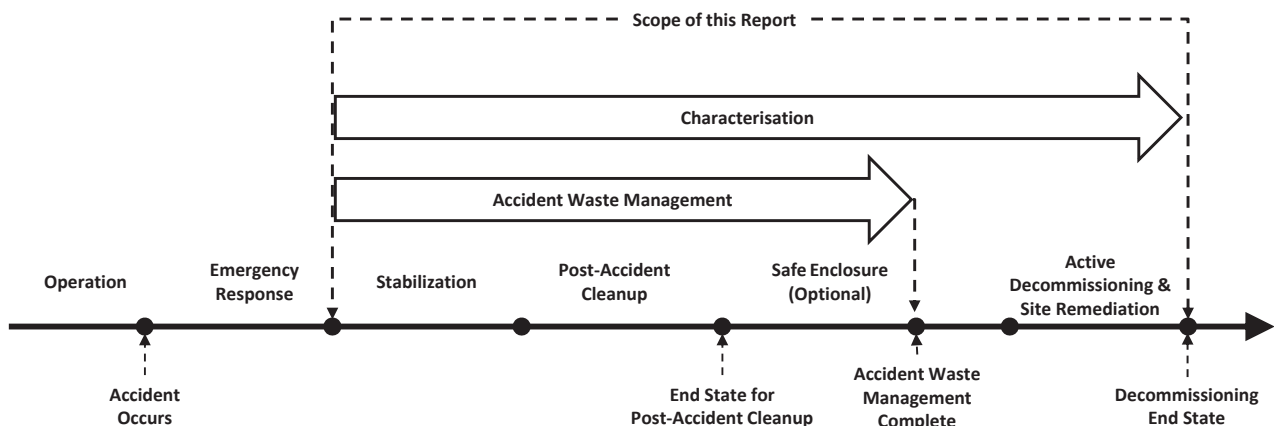 Scope of this Report
Characterisation
Accident Waste Management
Operation
Emergency
Response
Stabilization
Post-Accident
Cleanup
Safe Enclosure
(Optional)
Active
Decommissioning &
Site Remediation
Accident
Occurs
End State for
Post-Accident Cleanup
Accident Waste
Management
Complete
Decommissioning
End State